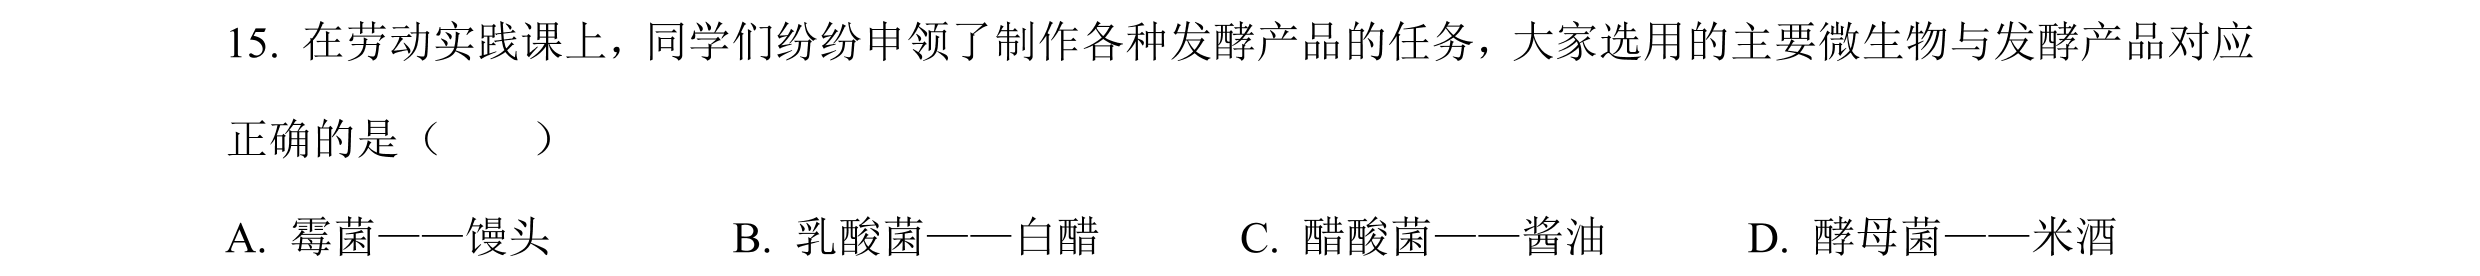 15. 在劳动实践课上，同学们纷纷申领了制作各种发酵产品的任务，大家选用的主要微生物与发酵产品对应
正确的是（　　）
A. 霉菌——馒头　　B. 乳酸菌——白醋　　C. 醋酸菌——酱油　　D. 酵母菌——米酒